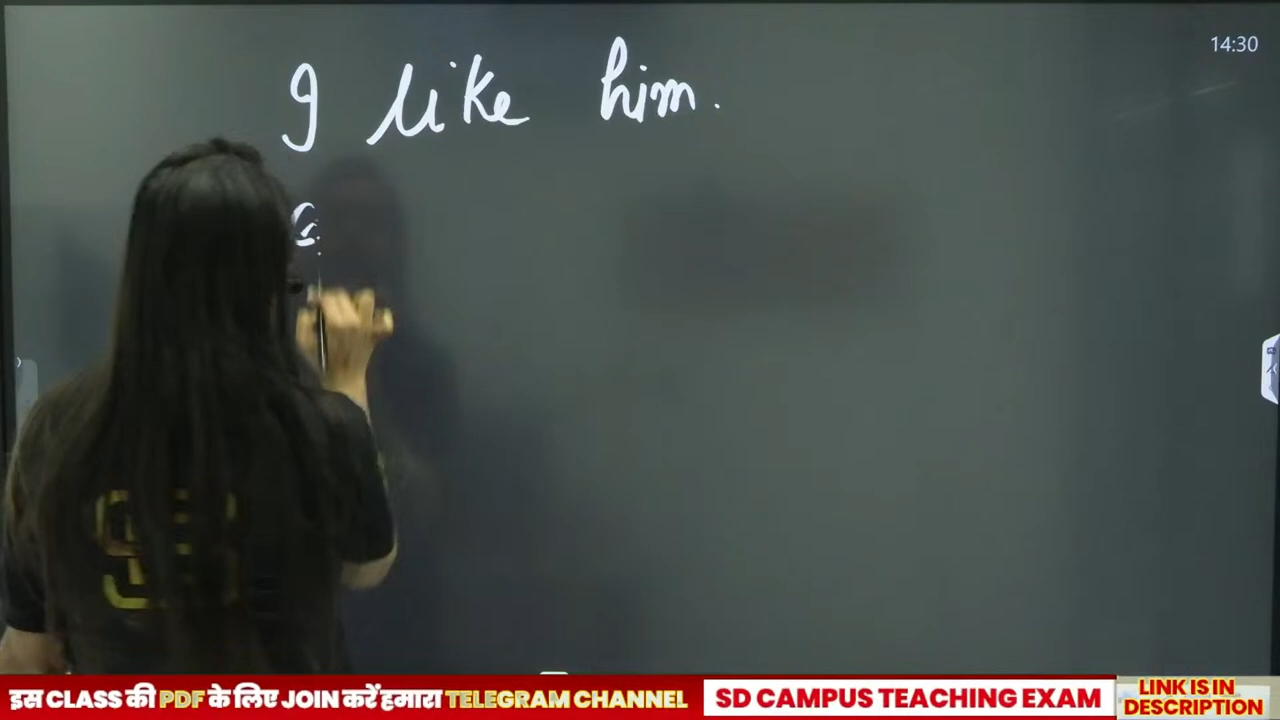 14:30
I like him.
इस CLASS की PDF के लिए JOIN करें हमारा TELEGRAM CHANNEL
SD CAMPUS TEACHING EXAM
LINK IS IN
DESCRIPTION